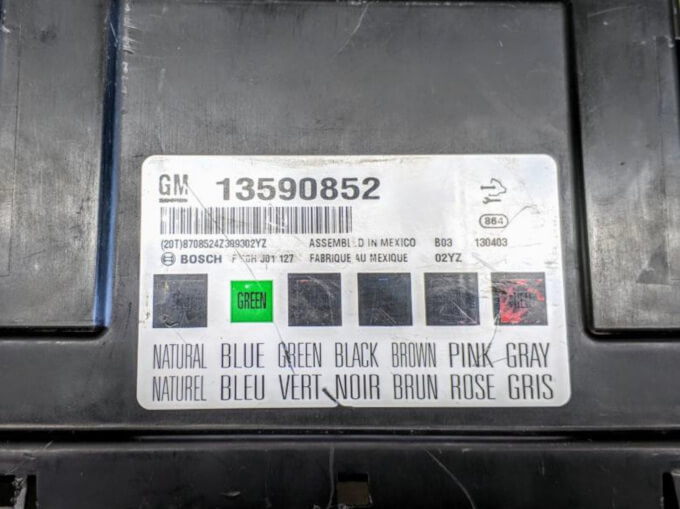 GM 13590852
864
(20T)8708524Z399302YZ ASSEMBLED IN MEXICO B03 130403
BOSCH 127 FABRIQUE AU MEXIQUE 02YZ
GREEN
NATURAL BLUE GREEN BLACK BROWN PINK GRAY
NATUREL BLEU VERT NOIR BRUN ROSE GRIS